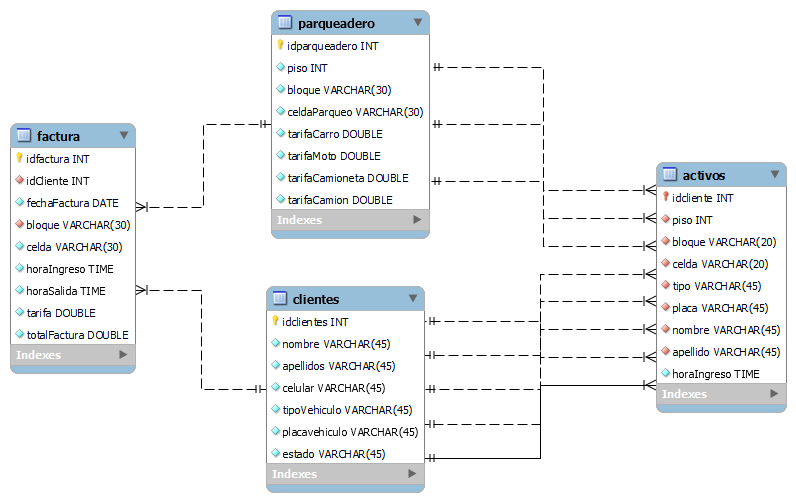 parqueadero
idparqueadero INT
piso INT
bloque VARCHAR(30)
celdaParqueo VARCHAR(30)
tarifaCarro DOUBLE
tarifaMoto DOUBLE
tarifaCamioneta DOUBLE
tarifaCamion DOUBLE
Indexes
factura
idfactura INT
idCliente INT
fechaFactura DATE
bloque VARCHAR(30)
celda VARCHAR(30)
horaIngreso TIME
horaSalida TIME
tarifa DOUBLE
totalFactura DOUBLE
Indexes
clientes
idclientes INT
nombre VARCHAR(45)
apellidos VARCHAR(45)
celular VARCHAR(45)
tipoVehiculo VARCHAR(45)
placavehiculo VARCHAR(45)
estado VARCHAR(45)
Indexes
activos
idcliente INT
piso INT
bloque VARCHAR(20)
celda VARCHAR(20)
tipo VARCHAR(45)
placa VARCHAR(45)
nombre VARCHAR(45)
apellido VARCHAR(45)
horaIngreso TIME
Indexes